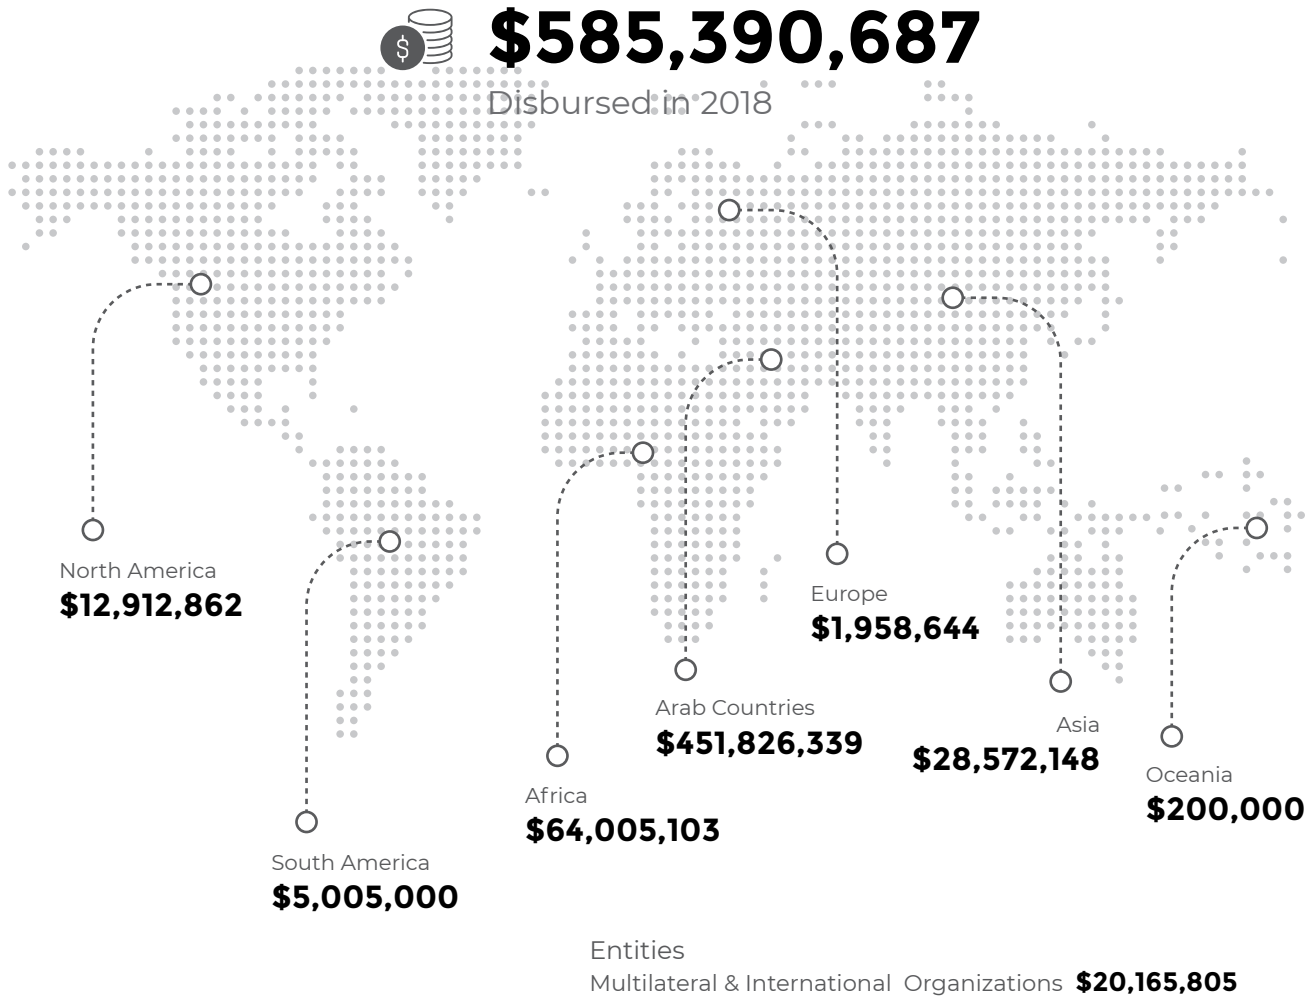 $585,390,687
Disbursed in 2018
$
North America
$12,912,862
Europe
$1,958,644
Arab Countries
$451,826,339
Asia
$28,572,148
Oceania
$200,000
Africa
$64,005,103
South America
$5,005,000
Entities
Multilateral & International Organizations $20,165,805